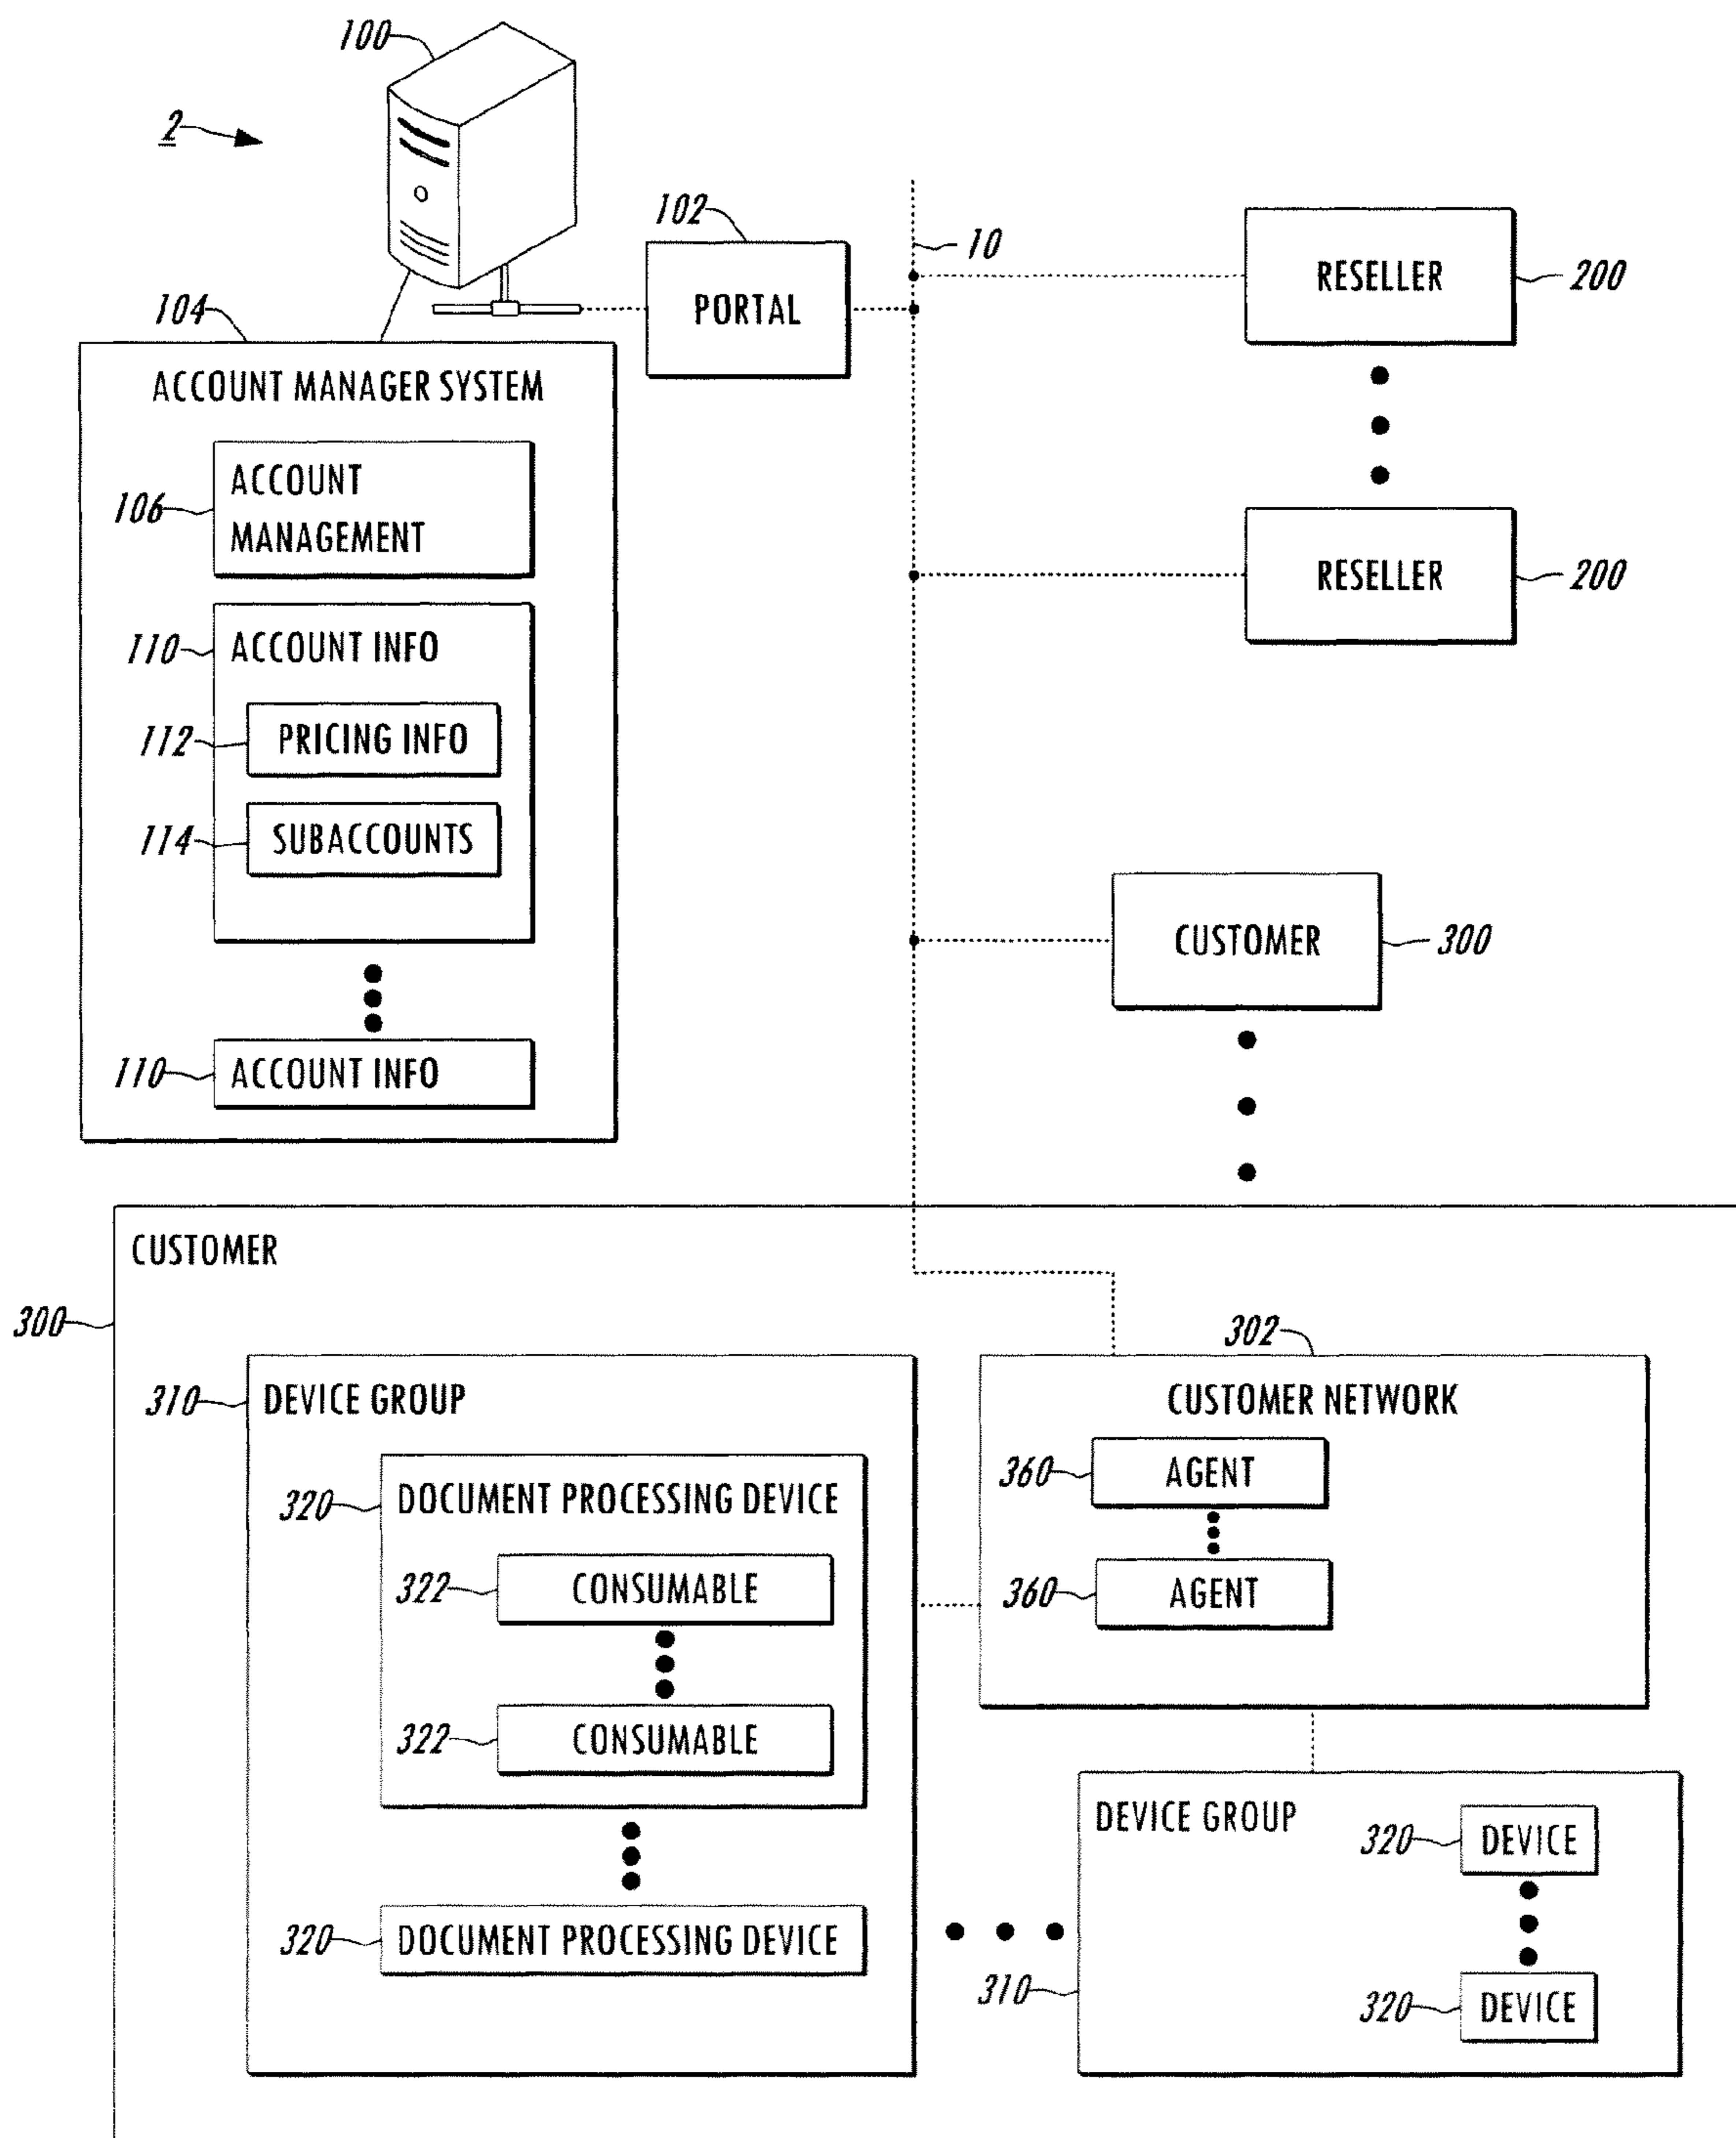 100
2
102
10
RESELLER
200
PORTAL
104
ACCOUNT MANAGER SYSTEM
106
ACCOUNT
MANAGEMENT
RESELLER
200
110
ACCOUNT INFO
112
PRICING INFO
114
SUBACCOUNTS
CUSTOMER
300
110
ACCOUNT INFO
CUSTOMER
300
302
310
DEVICE GROUP
CUSTOMER NETWORK
360
AGENT
320
DOCUMENT PROCESSING DEVICE
322
CONSUMABLE
360
AGENT
322
CONSUMABLE
DEVICE GROUP
320
DEVICE
320
DOCUMENT PROCESSING DEVICE
310
320
DEVICE